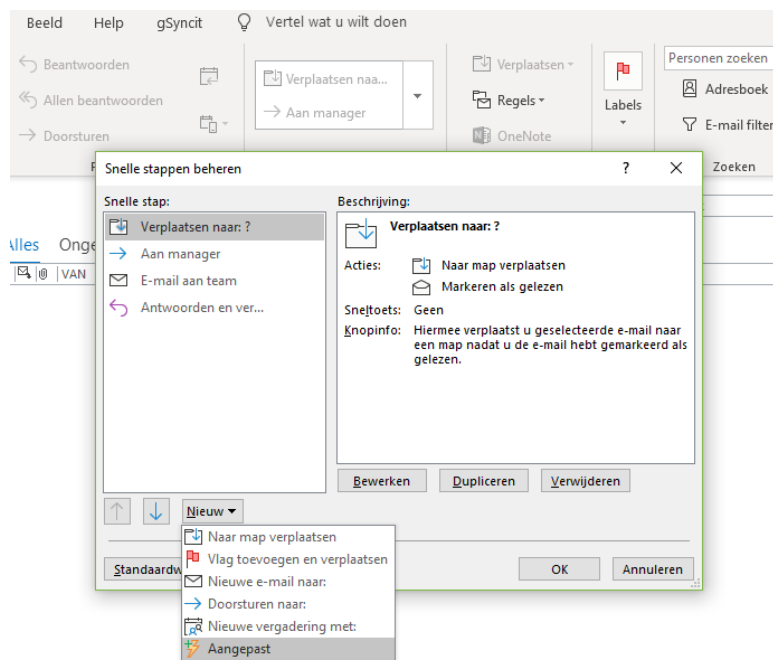 Beeld Help gSyncit Vertel wat u wilt doen
Beantwoorden
Allen beantwoorden
Doorsturen
Verplaatsen naa...
Aan manager
Verplaatsen
Regels
OneNote
Labels
Personen zoeken
Adresboek
E-mail filter
Zoeken
Snelle stappen beheren ?
Snelle stap:
Verplaatsen naar: ?
Aan manager
E-mail aan team
Antwoorden en ver...
Beschrijving:
Verplaatsen naar: ?
Acties: Naar map verplaatsen
Markeren als gelezen
Sneltoets: Geen
Knopinfo: Hiermee verplaatst u geselecteerde e-mail naar
een map nadat u de e-mail hebt gemarkeerd als
gelezen.
Bewerken Dupliceren Verwijderen
Nieuw
Naar map verplaatsen
Vlag toevoegen en verplaatsen
Nieuwe e-mail naar:
Doorsturen naar:
Nieuwe vergadering met:
Aangepast
Standaardw
OK Annuleren
Alles Onge
VAN